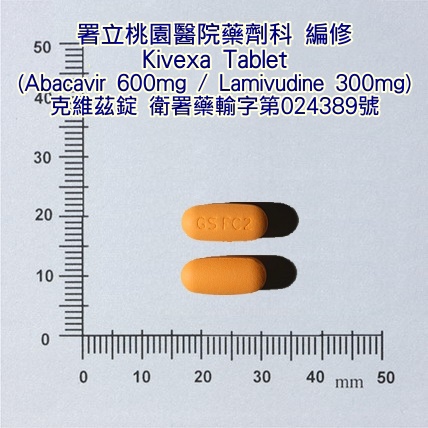 署立桃園醫院藥劑科 編修
Kivexa Tablet
(Abacavir 600mg / Lamivudine 300mg)
克維茲錠 衛署藥輸字第024389號
50
40
30
20
10
0
GS FC2
0 10 20 30 40 mm 50